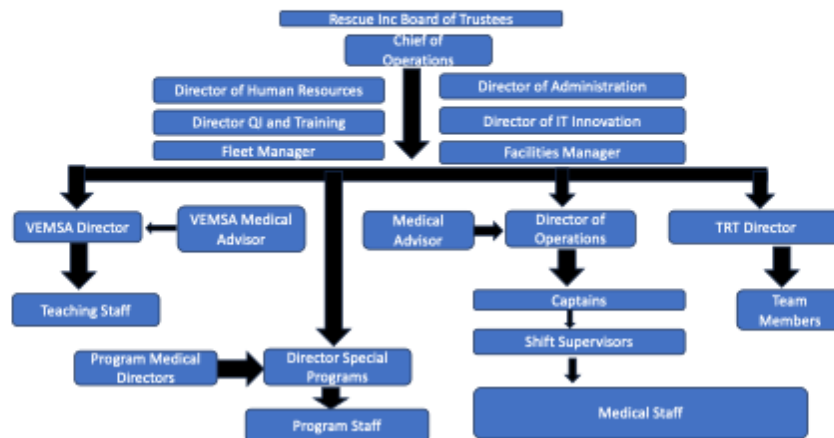 Rescue Inc Board of Trustees
Chief of
Operations
Director of Human Resources
Director of Administration
Director QI and Training
Director of IT Innovation
Fleet Manager
Facilities Manager
VEMSA Director
VEMSA Medical
Advisor
Medical
Advisor
Director of
Operations
TRT Director
Teaching Staff
Captains
Team
Members
Shift Supervisors
Program Medical
Directors
Director Special
Programs
Medical Staff
Program Staff